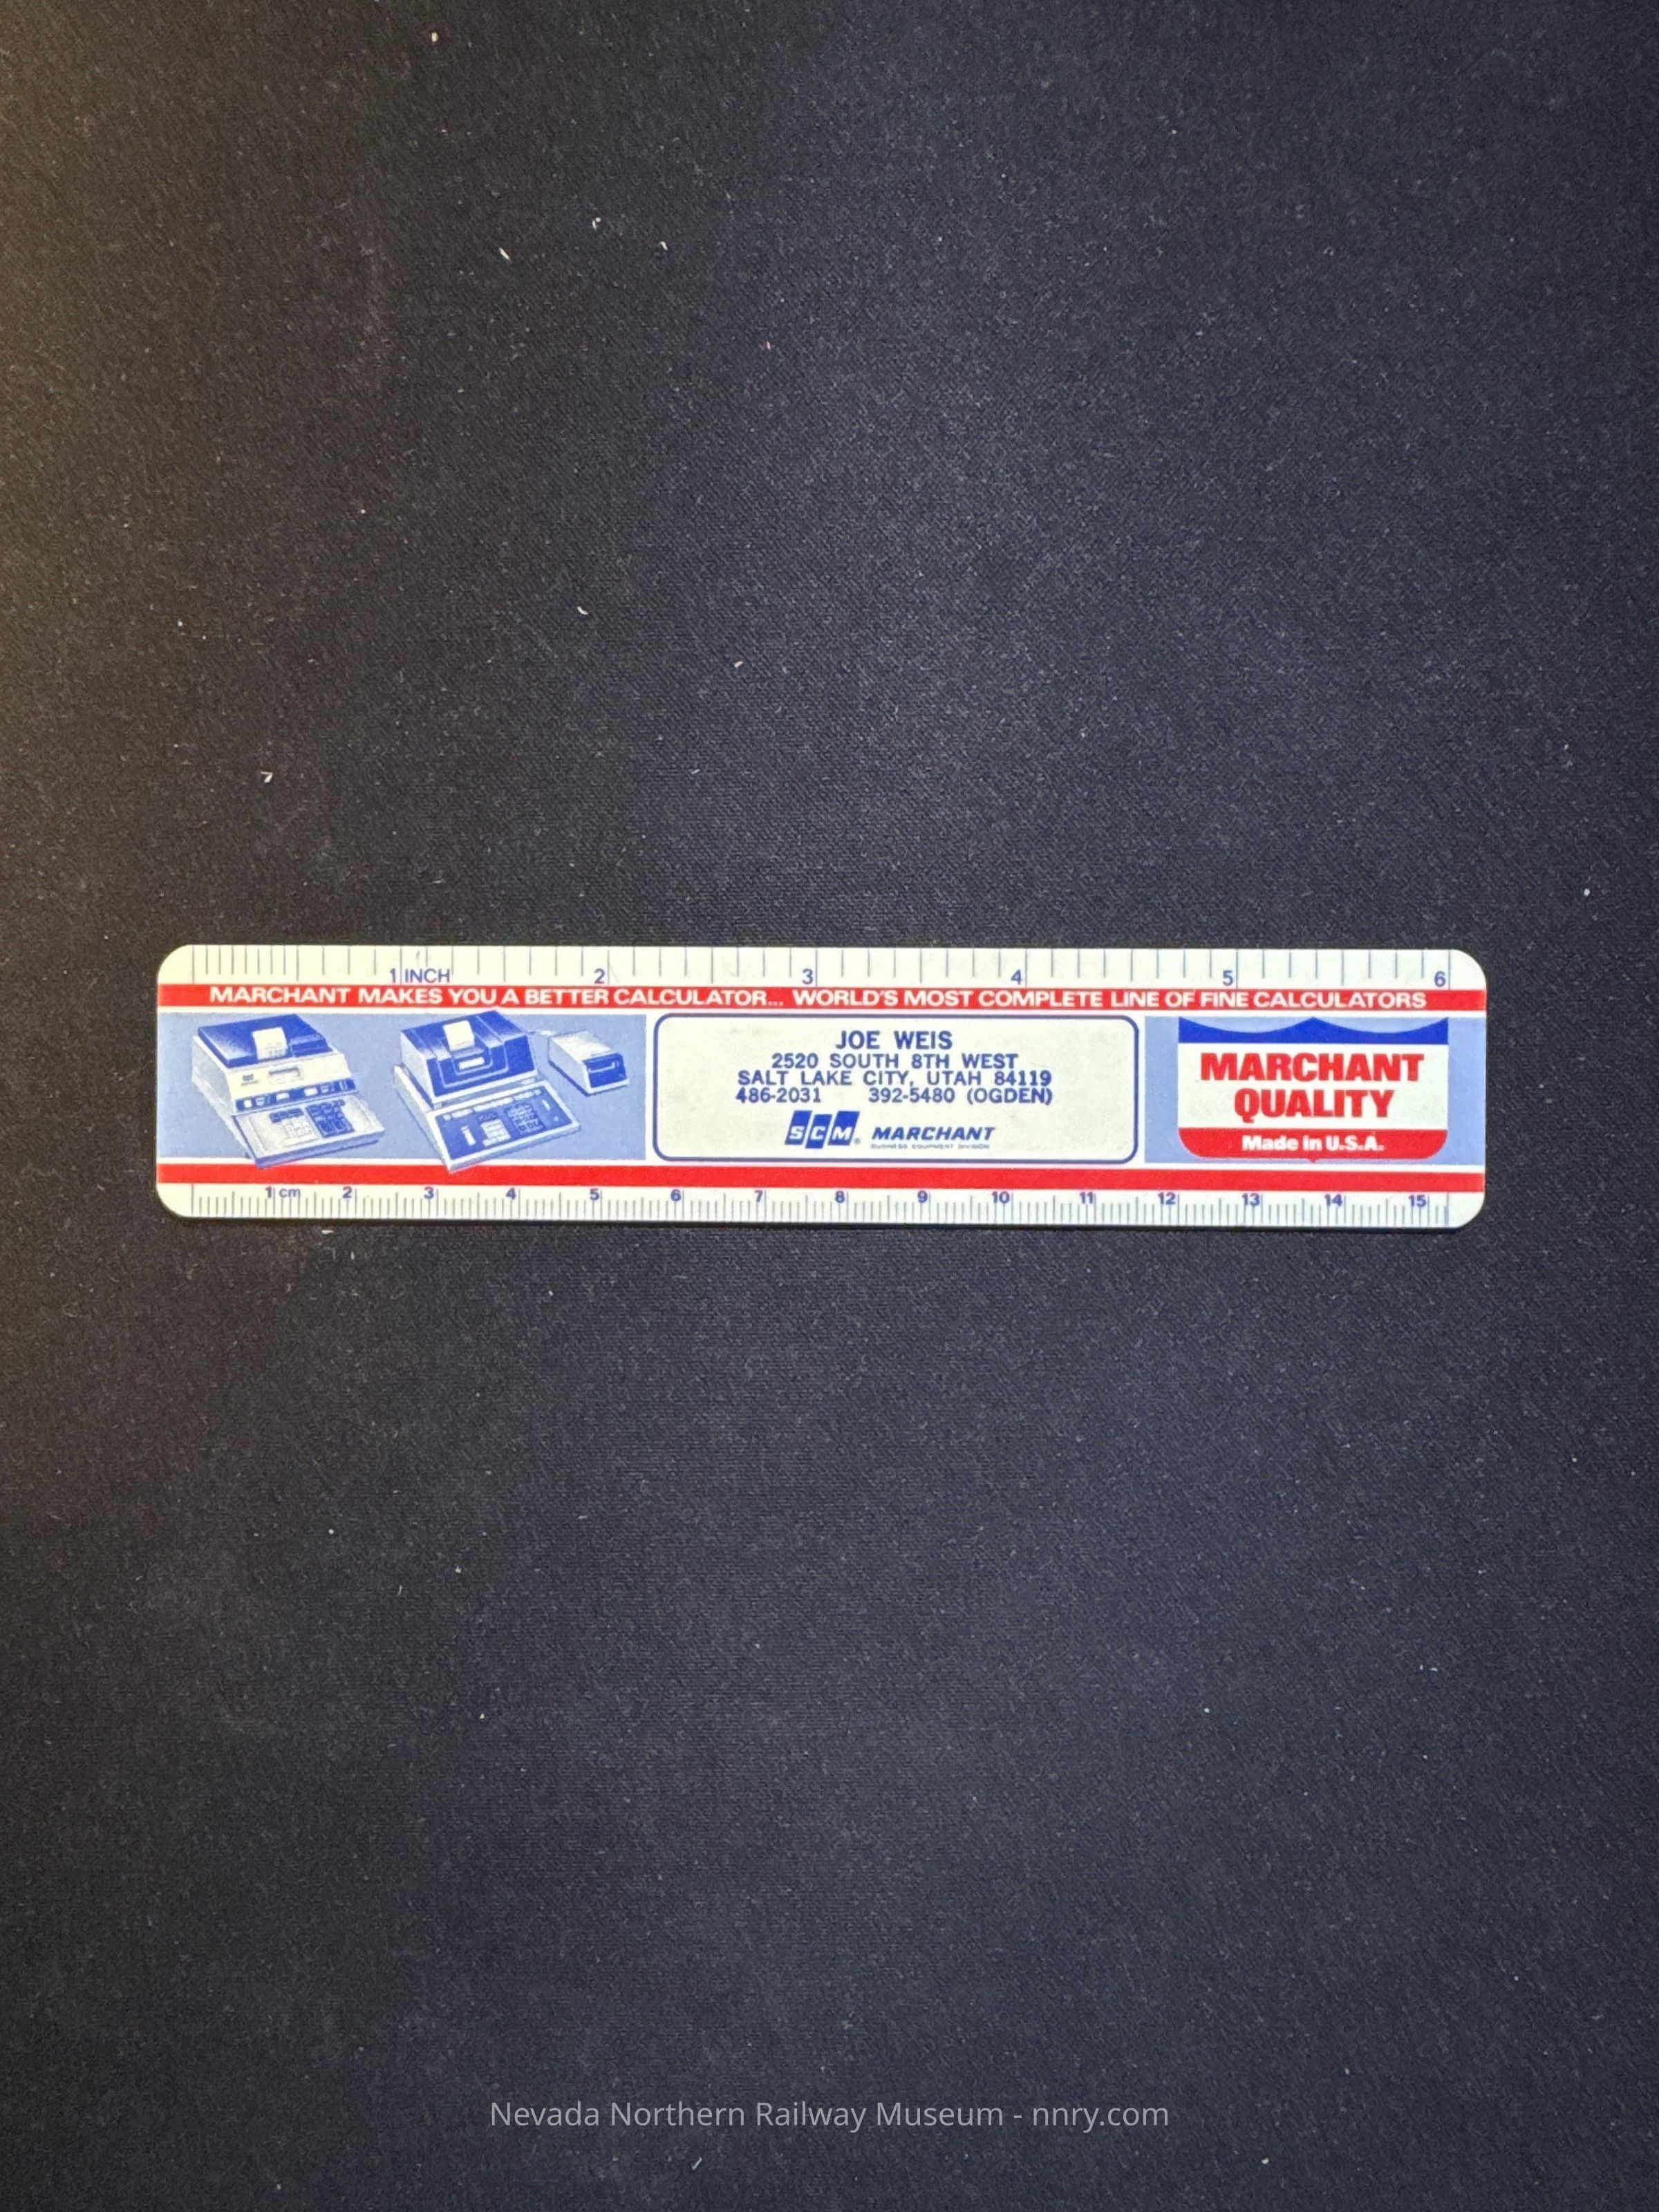 1 INCH 2 3 4 5 6
MARCHANT MAKES YOU A BETTER CALCULATOR... WORLD'S MOST COMPLETE LINE OF FINE CALCULATORS
JOE WEIS
2520 SOUTH 8TH WEST
SALT LAKE CITY, UTAH 84119
486-2031 392-5480 (OGDEN)
SCM® MARCHANT
BUSINESS EQUIPMENT DIVISION
MARCHANT
QUALITY
Made in U.S.A.
1 cm 2 3 4 5 6 7 8 9 10 11 12 13 14 15
Nevada Northern Railway Museum - nnry.com